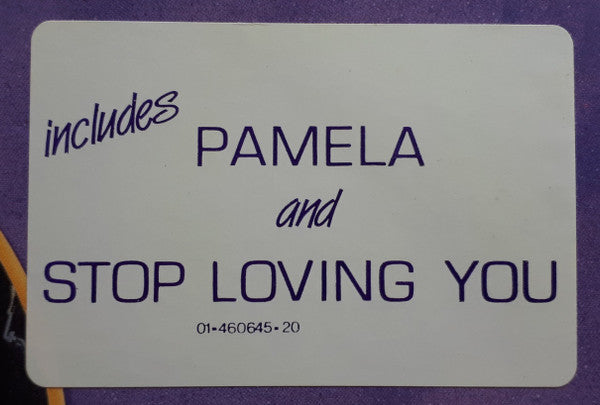 includes
PAMELA
and
STOP LOVING YOU
01-460645-20